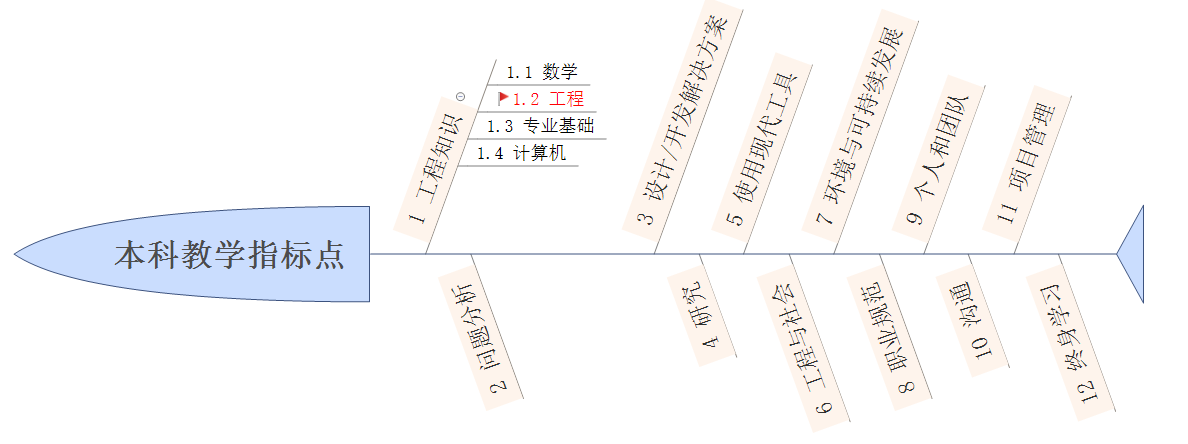 本科教学指标点
1 工程知识
1.1 数学
1.2 工程
1.3 专业基础
1.4 计算机
2 问题分析
3 设计/开发解决方案
4 研究
5 使用现代工具
6 工程与社会
7 环境与可持续发展
8 职业规范
9 个人和团队
10 沟通
11 项目管理
12 终身学习